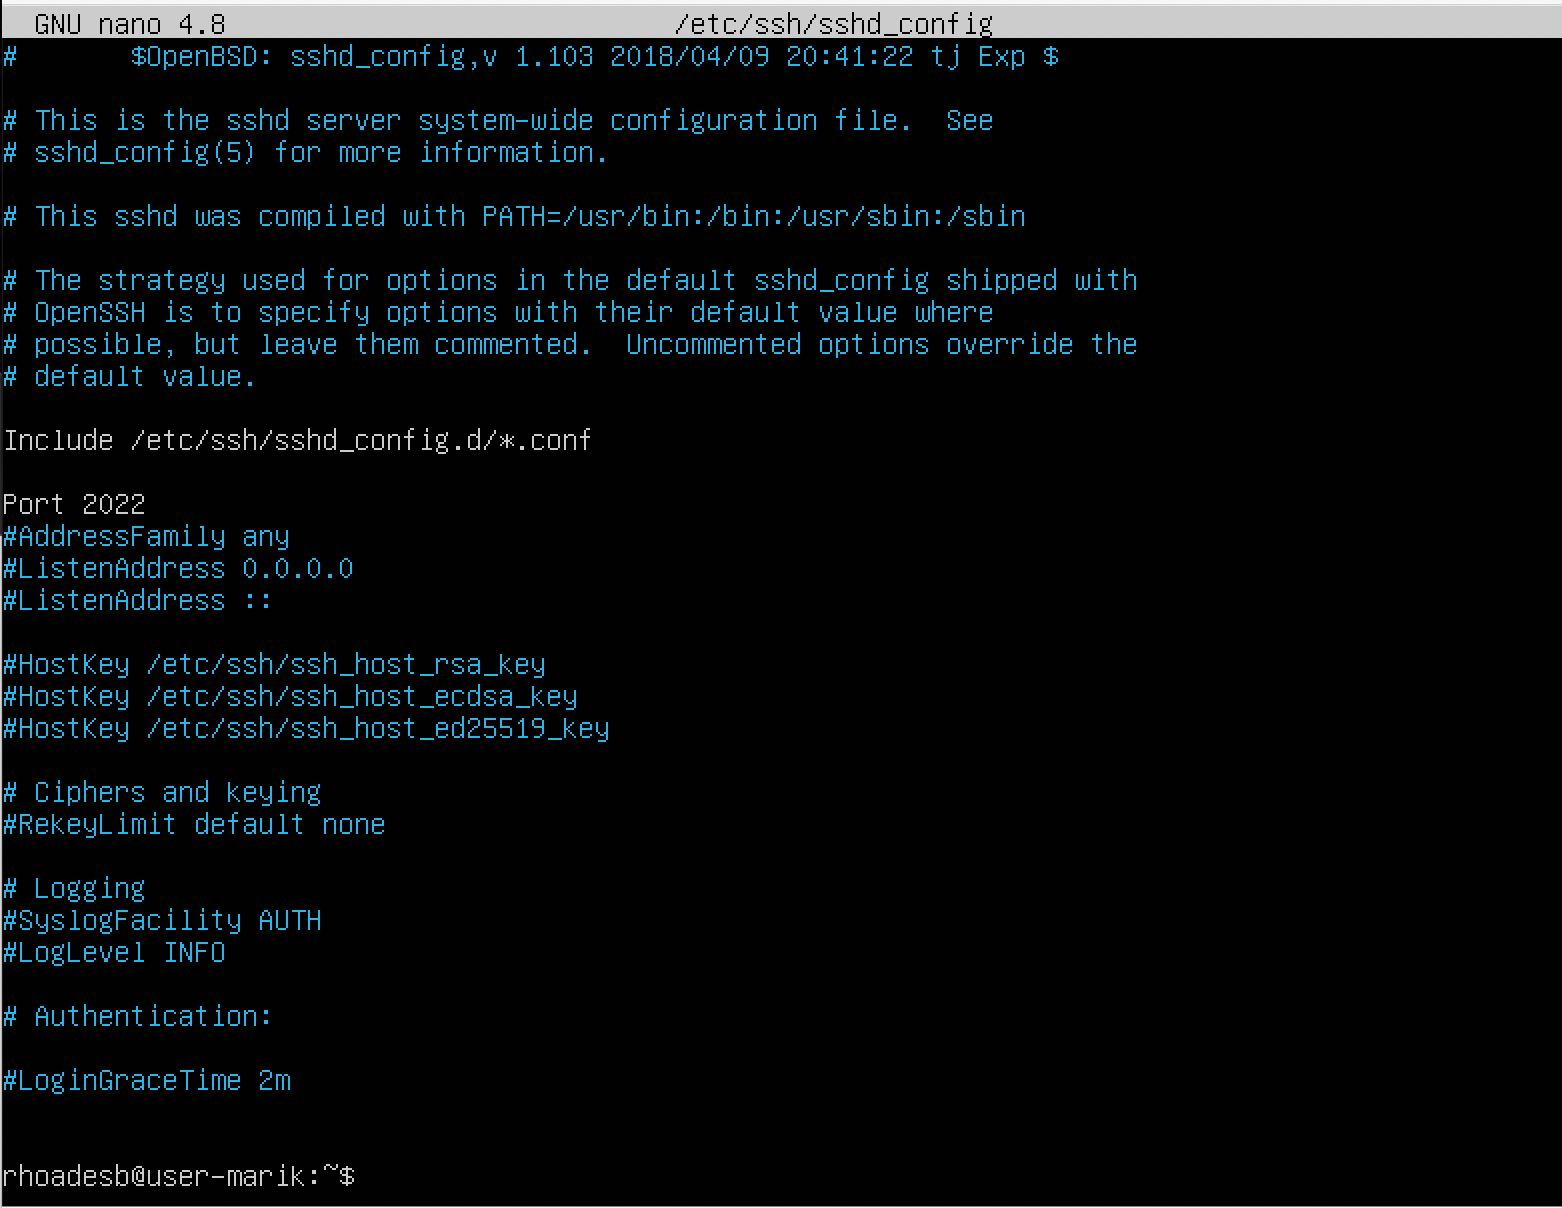 GNU nano 4.8 /etc/ssh/sshd_config
# $OpenBSD: sshd_config,v 1.103 2018/04/09 20:41:22 tj Exp $
# This is the sshd server system-wide configuration file. See
# sshd_config(5) for more information.
# This sshd was compiled with PATH=/usr/bin:/bin:/usr/sbin:/sbin
# The strategy used for options in the default sshd_config shipped with
# OpenSSH is to specify options with their default value where
# possible, but leave them commented. Uncommented options override the
# default value.
Include /etc/ssh/sshd_config.d/*.conf
Port 2022
#AddressFamily any
#ListenAddress 0.0.0.0
#ListenAddress ::
#HostKey /etc/ssh/ssh_host_rsa_key
#HostKey /etc/ssh/ssh_host_ecdsa_key
#HostKey /etc/ssh/ssh_host_ed25519_key
# Ciphers and keying
#RekeyLimit default none
# Logging
#SyslogFacility AUTH
#LogLevel INFO
# Authentication:
#LoginGraceTime 2m
rhoadesb@user-marik:~$